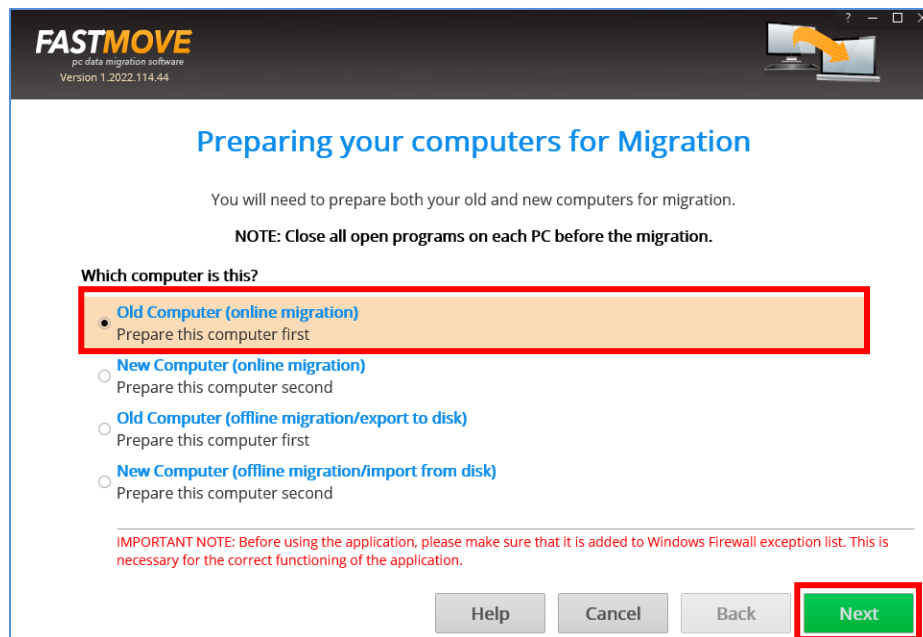 FASTMOVE
pc data migration software
Version 1.2022.114.44
?
Preparing your computers for Migration
You will need to prepare both your old and new computers for migration.
NOTE: Close all open programs on each PC before the migration.
Which computer is this?
Old Computer (online migration)
Prepare this computer first
New Computer (online migration)
Prepare this computer second
Old Computer (offline migration/export to disk)
Prepare this computer first
New Computer (offline migration/import from disk)
Prepare this computer second
IMPORTANT NOTE: Before using the application, please make sure that it is added to Windows Firewall exception list. This is
necessary for the correct functioning of the application.
Help Cancel Back Next